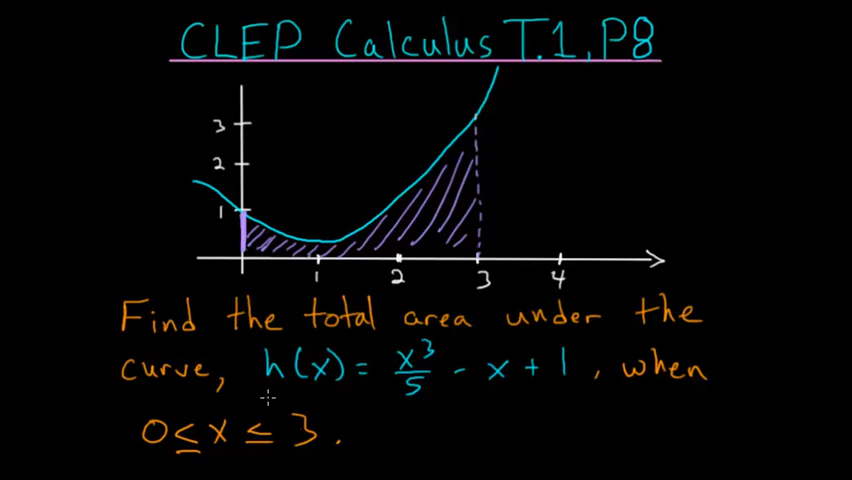 CLEP Calculus T.1, P8
3
2
1
1 2 3 4
Find the total area under the
curve, h(x) = x³/5 - x + 1, when
0 ≤ x ≤ 3.